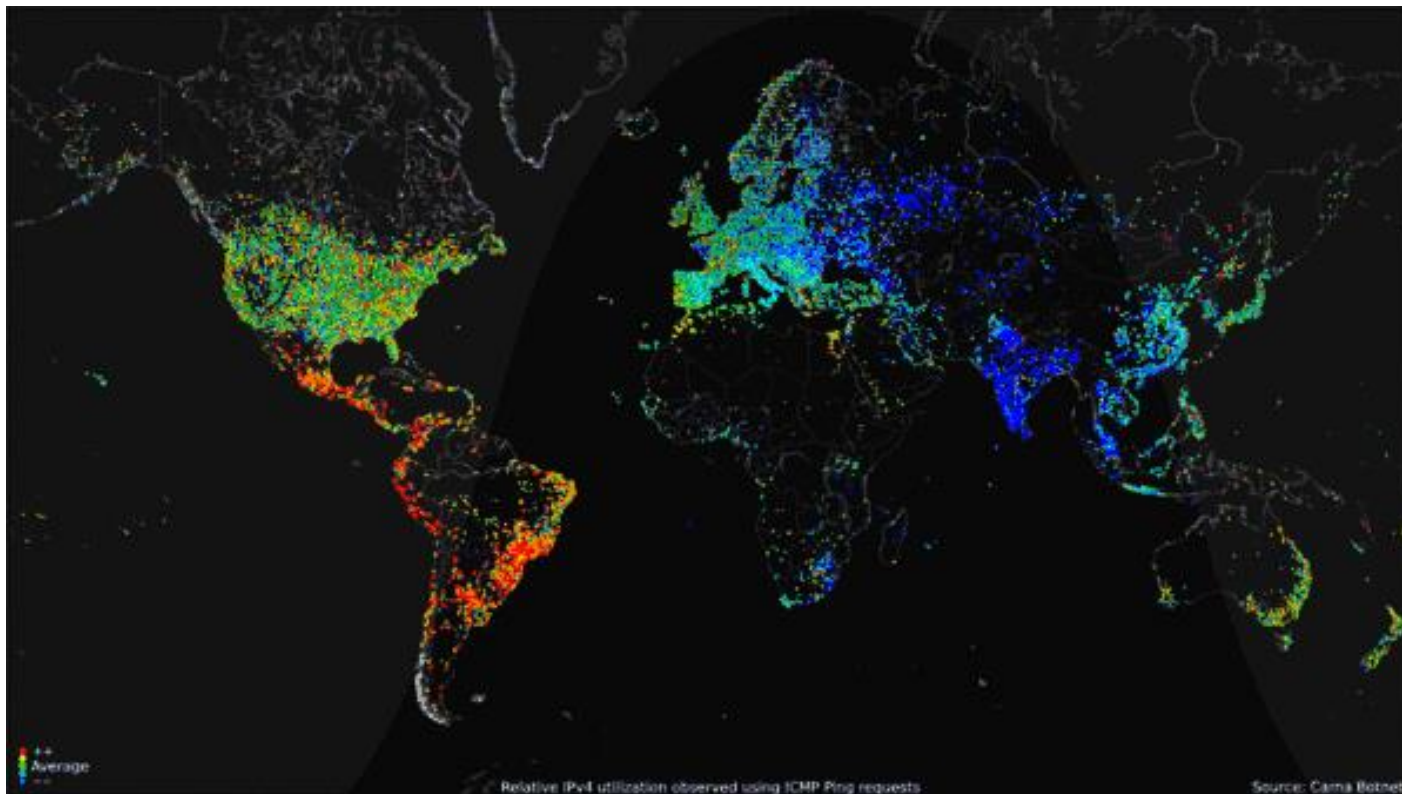 ++
Average
--
Relative IPv4 utilization observed using ICMP Ping requests
Source: Carna Botnet